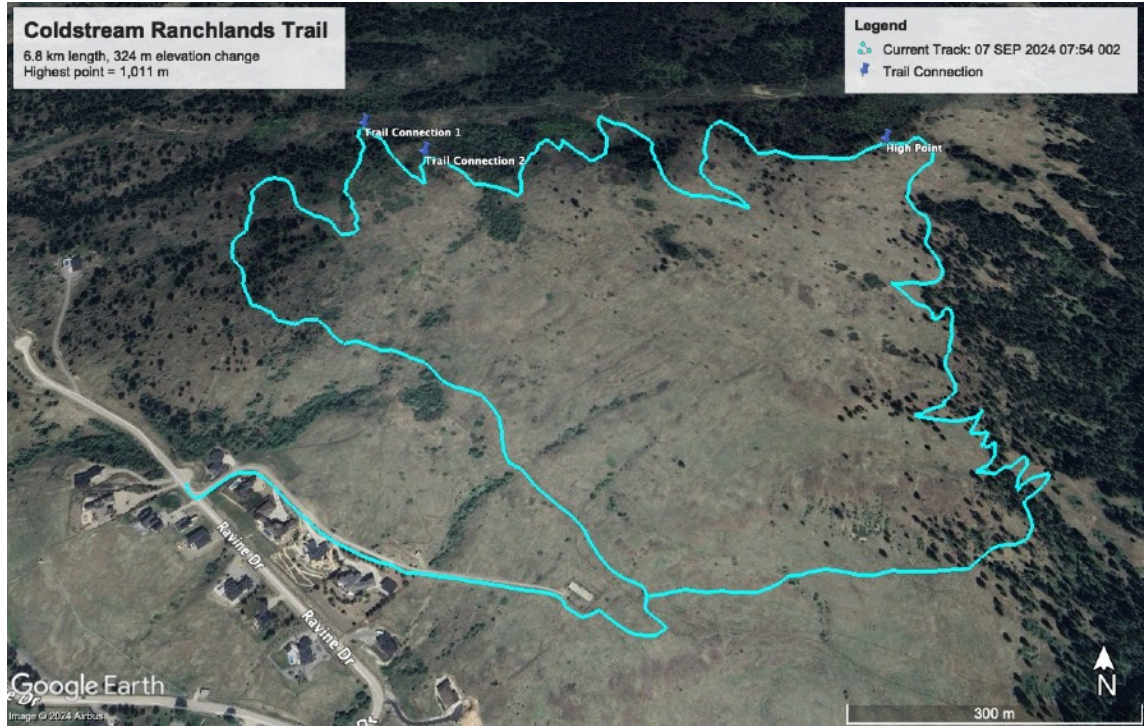 Coldstream Ranchlands Trail
6.8 km length, 324 m elevation change
Highest point = 1,011 m
Legend
Current Track: 07 SEP 2024 07:54 002
Trail Connection
Trail Connection 1
Trail Connection 2
High Point
Ravine Dr
Ravine Dr
Dr
e Dr
Google Earth
Image © 2024 Airbus
N
300 m